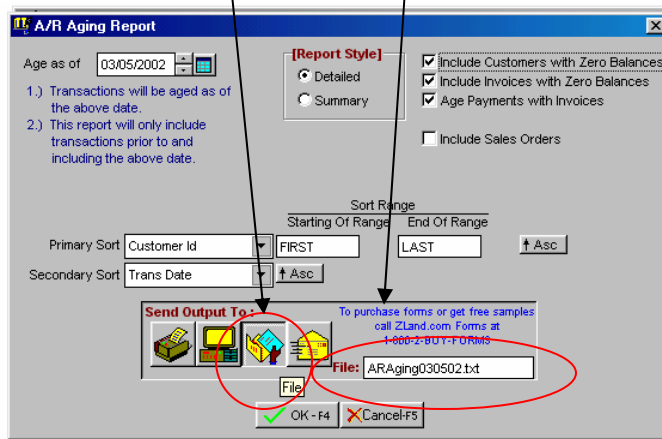 A/R Aging Report
Age as of 03/05/2002
1.) Transactions will be aged as of
the above date.
2.) This report will only include
transactions prior to and
including the above date.
[Report Style]
Detailed
Summary
Include Customers with Zero Balances
Include Invoices with Zero Balances
Age Payments with Invoices
Include Sales Orders
Sort Range
Starting Of Range End Of Range
Primary Sort Customer Id FIRST LAST Asc
Secondary Sort Trans Date Asc
Send Output To:
To purchase forms or get free samples
call ZLand.com Forms at
1-800-2-BUY-FORMS
File: ARAging030502.txt
File
OK - F4 Cancel-F5